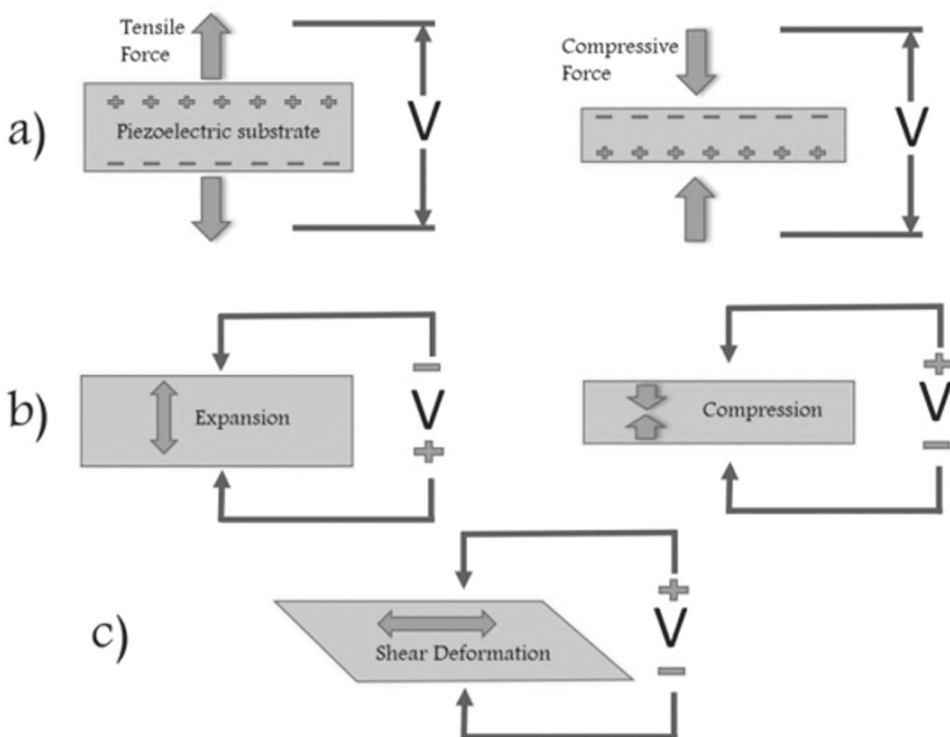 a)
Tensile
Force
+ + + + + + +
Piezoelectric substrate
− − − − − −
V
Compressive
Force
− − − − − − −
+ + + + + + +
V
b)
Expansion
−
V
+
Compression
+
V
−
c)
Shear Deformation
+
V
−